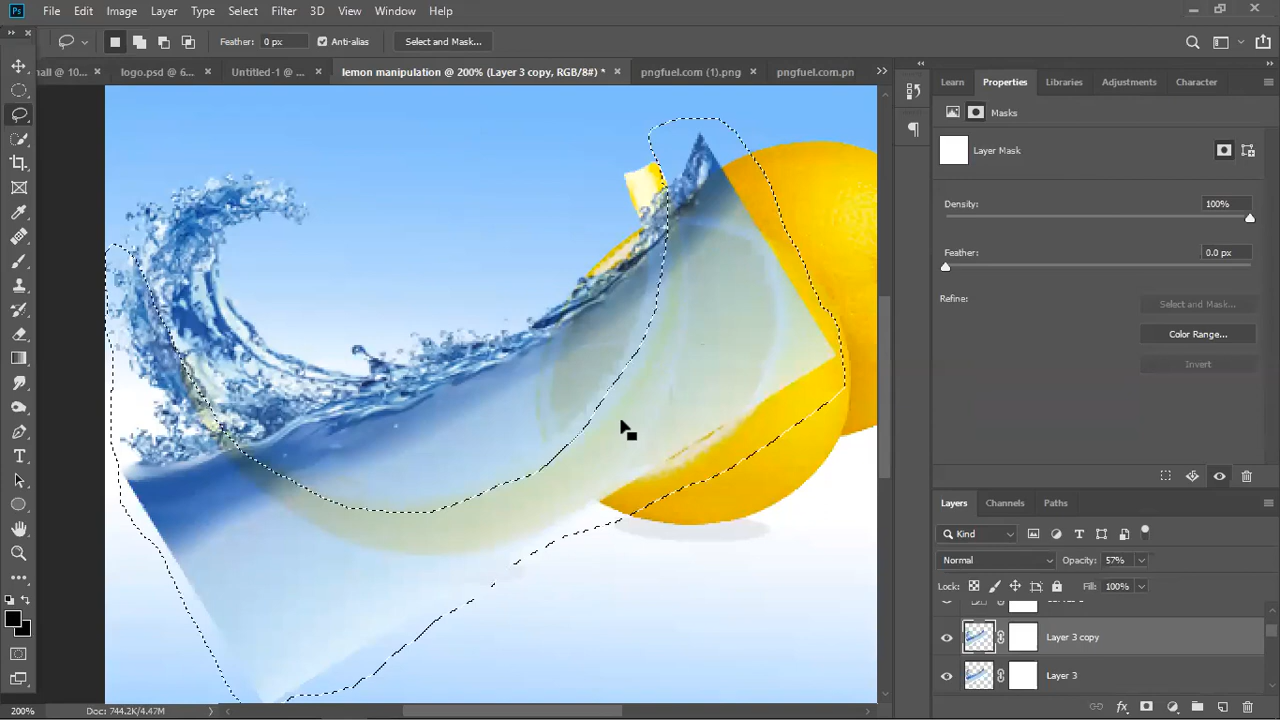 Ps File Edit Image Layer Type Select Filter 3D View Window Help
Feather: 0 px Anti-alias Select and Mask...
nall @ 10... × logo.psd @ 6... × Untitled-1 @ ... × lemon manipulation @ 200% (Layer 3 copy, RGB/8#) * × pngfuel.com (1).png × pngfuel.com.pn
Learn Properties Libraries Adjustments Character
Masks
Layer Mask
Density: 100%
Feather: 0.0 px
Refine: Select and Mask...
Color Range...
Invert
Layers Channels Paths
Kind
Normal Opacity: 57%
Lock: Fill: 100%
Layer 3 copy
Layer 3
200% Doc: 744.2K/4.47M